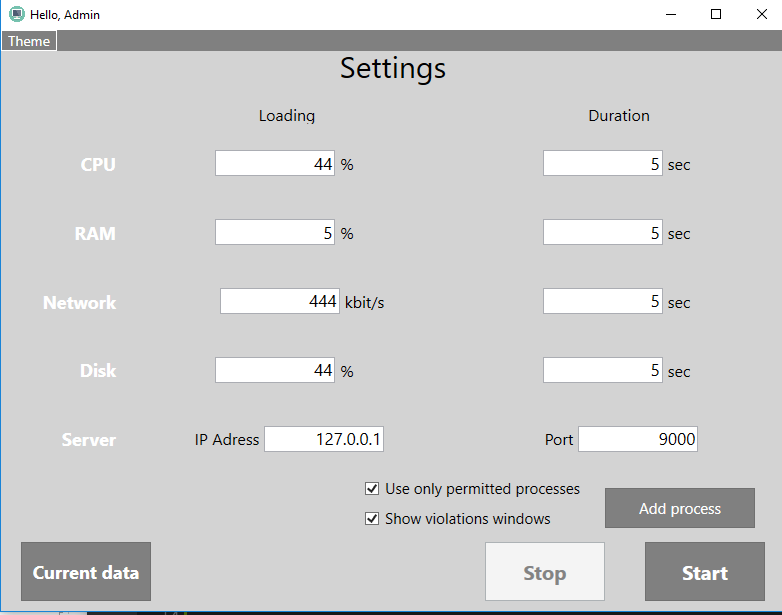 Hello, Admin
Theme
Settings
Loading Duration
CPU 44 % 5 sec
RAM 5 % 5 sec
Network 444 kbit/s 5 sec
Disk 44 % 5 sec
Server IP Adress 127.0.0.1 Port 9000
Use only permitted processes
Show violations windows
Add process
Current data Stop Start